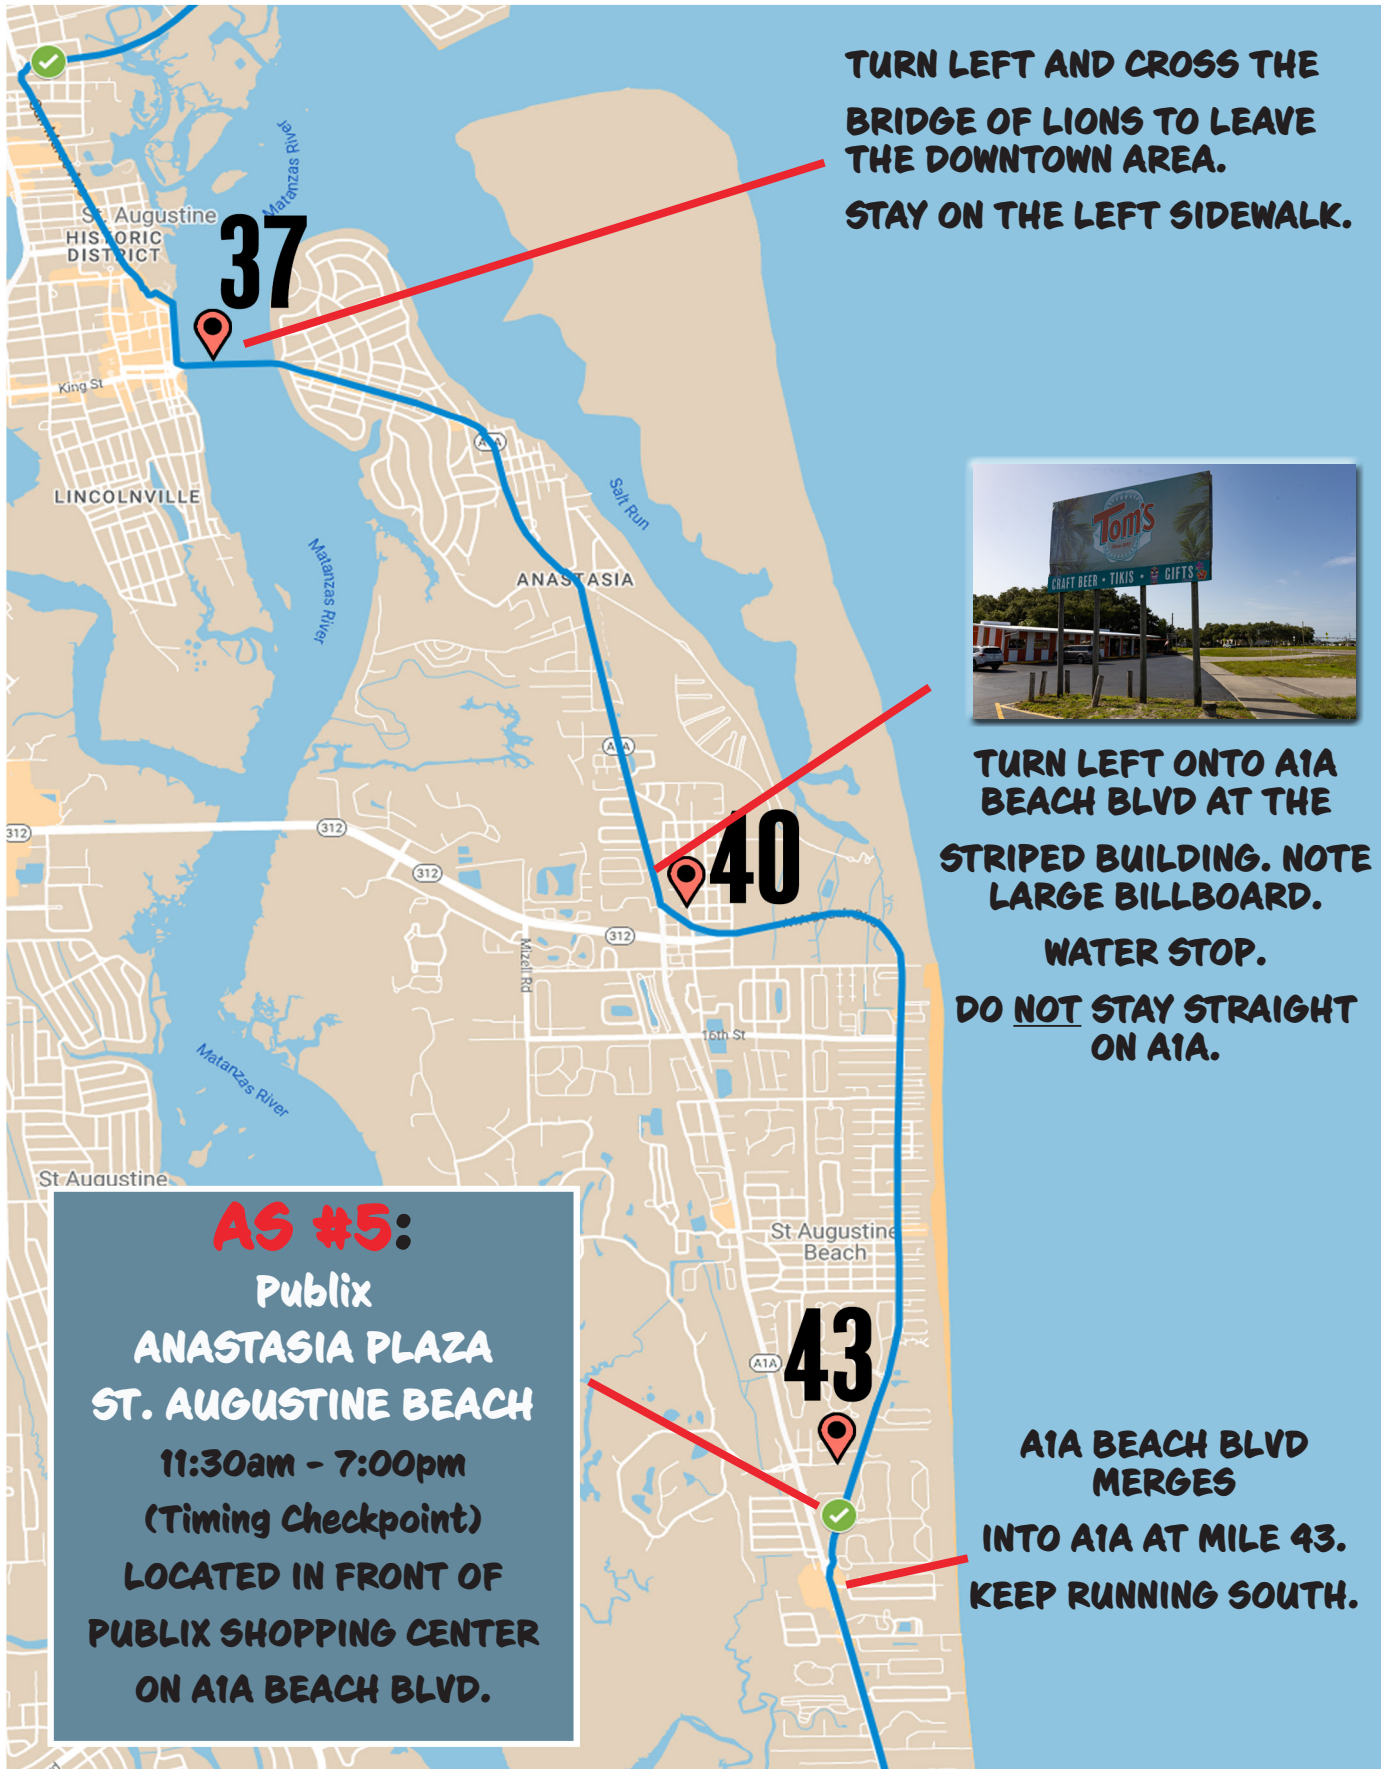 TURN LEFT AND CROSS THE
BRIDGE OF LIONS TO LEAVE
THE DOWNTOWN AREA.
STAY ON THE LEFT SIDEWALK.
Matanzas River
St. Augustine
HISTORIC
DISTRICT
37
King St
LINCOLNVILLE
Matanzas River
A1A
Salt Run
ANASTASIA
Tom's
CRAFT BEER • TIKIS • GIFTS
A1A
TURN LEFT ONTO A1A
BEACH BLVD AT THE
STRIPED BUILDING. NOTE
LARGE BILLBOARD.
WATER STOP.
DO NOT STAY STRAIGHT
ON A1A.
312
312
312
40
312
Mizell Rd
16th St
Matanzas River
St Augustine
St Augustine
Beach
A1A
43
AS #5:
Publix
ANASTASIA PLAZA
ST. AUGUSTINE BEACH
11:30am - 7:00pm
(Timing Checkpoint)
LOCATED IN FRONT OF
PUBLIX SHOPPING CENTER
ON A1A BEACH BLVD.
A1A BEACH BLVD
MERGES
INTO A1A AT MILE 43.
KEEP RUNNING SOUTH.